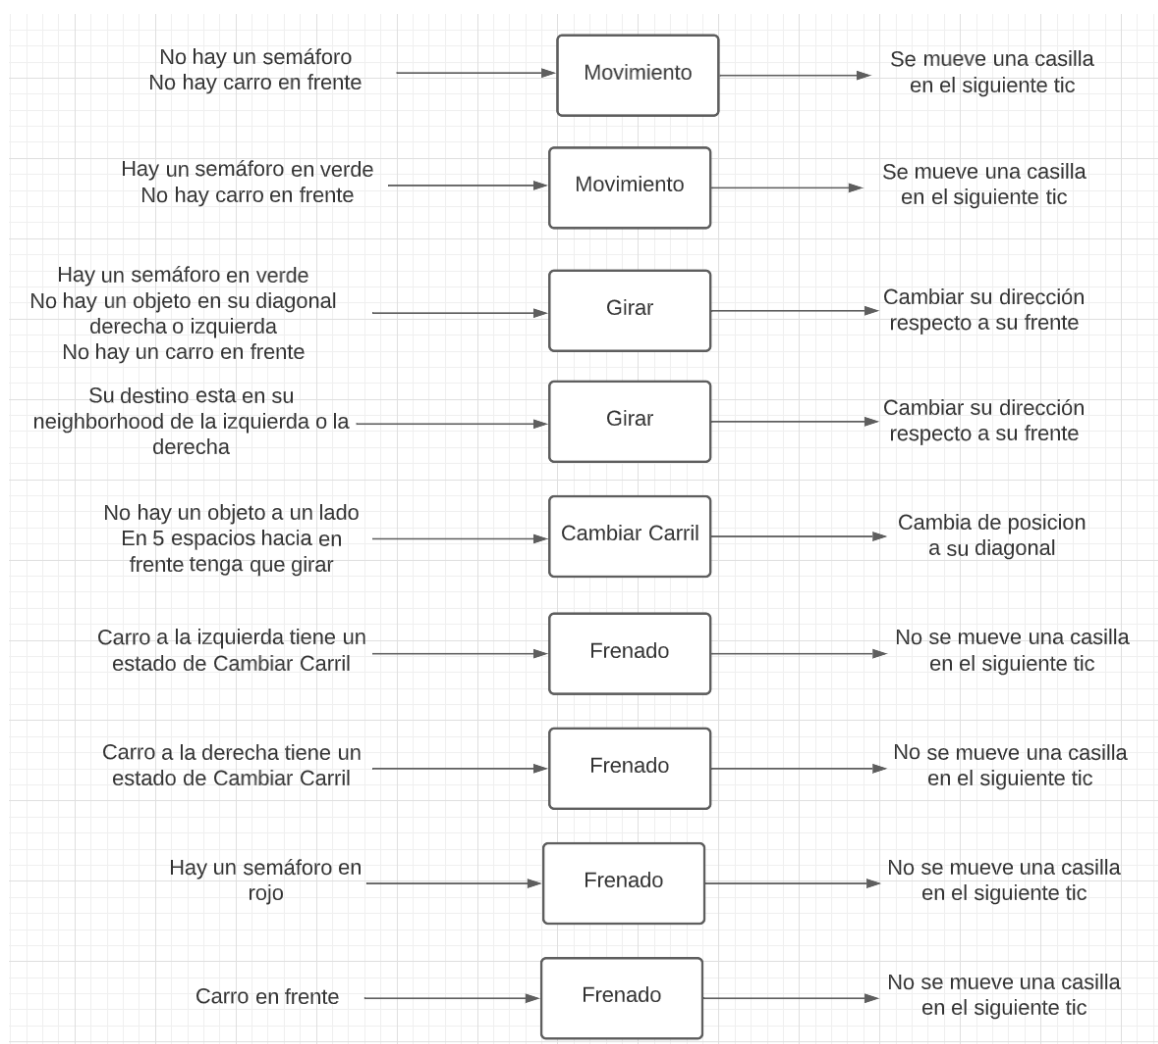 No hay un semáforo
No hay carro en frente
Movimiento
Se mueve una casilla
en el siguiente tic
Hay un semáforo en verde
No hay carro en frente
Movimiento
Se mueve una casilla
en el siguiente tic
Hay un semáforo en verde
No hay un objeto en su diagonal
derecha o izquierda
No hay un carro en frente
Girar
Cambiar su dirección
respecto a su frente
Su destino esta en su
neighborhood de la izquierda o la
derecha
Girar
Cambiar su dirección
respecto a su frente
No hay un objeto a un lado
En 5 espacios hacia en
frente tenga que girar
Cambiar Carril
Cambia de posicion
a su diagonal
Carro a la izquierda tiene un
estado de Cambiar Carril
Frenado
No se mueve una casilla
en el siguiente tic
Carro a la derecha tiene un
estado de Cambiar Carril
Frenado
No se mueve una casilla
en el siguiente tic
Hay un semáforo en
rojo
Frenado
No se mueve una casilla
en el siguiente tic
Carro en frente
Frenado
No se mueve una casilla
en el siguiente tic